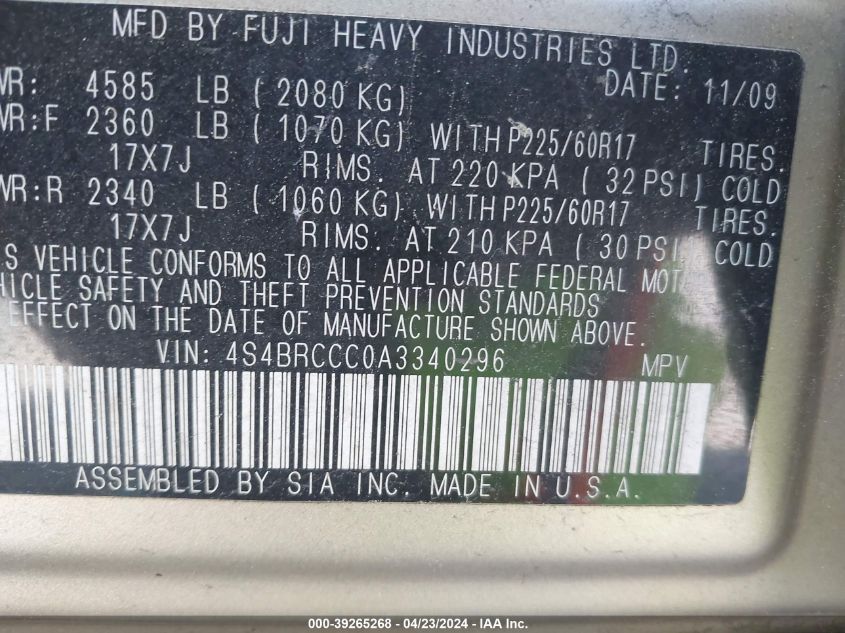 MFD BY FUJI HEAVY INDUSTRIES LTD.
DATE: 11/09
WR: 4585 LB ( 2080 KG)
WR:F 2360 LB ( 1070 KG) WITH P225/60R17 TIRES.
17X7J RIMS. AT 220 KPA ( 32 PSI) COLD
WR:R 2340 LB ( 1060 KG) WITH P225/60R17 TIRES.
17X7J RIMS. AT 210 KPA ( 30 PSI) COLD
S VEHICLE CONFORMS TO ALL APPLICABLE FEDERAL MOT
HICLE SAFETY AND THEFT PREVENTION STANDARDS
EFFECT ON THE DATE OF MANUFACTURE SHOWN ABOVE.
VIN: 4S4BRCCC0A3340296 MPV
ASSEMBLED BY SIA INC. MADE IN U.S.A.
000-39265268 - 04/23/2024 - IAA Inc.